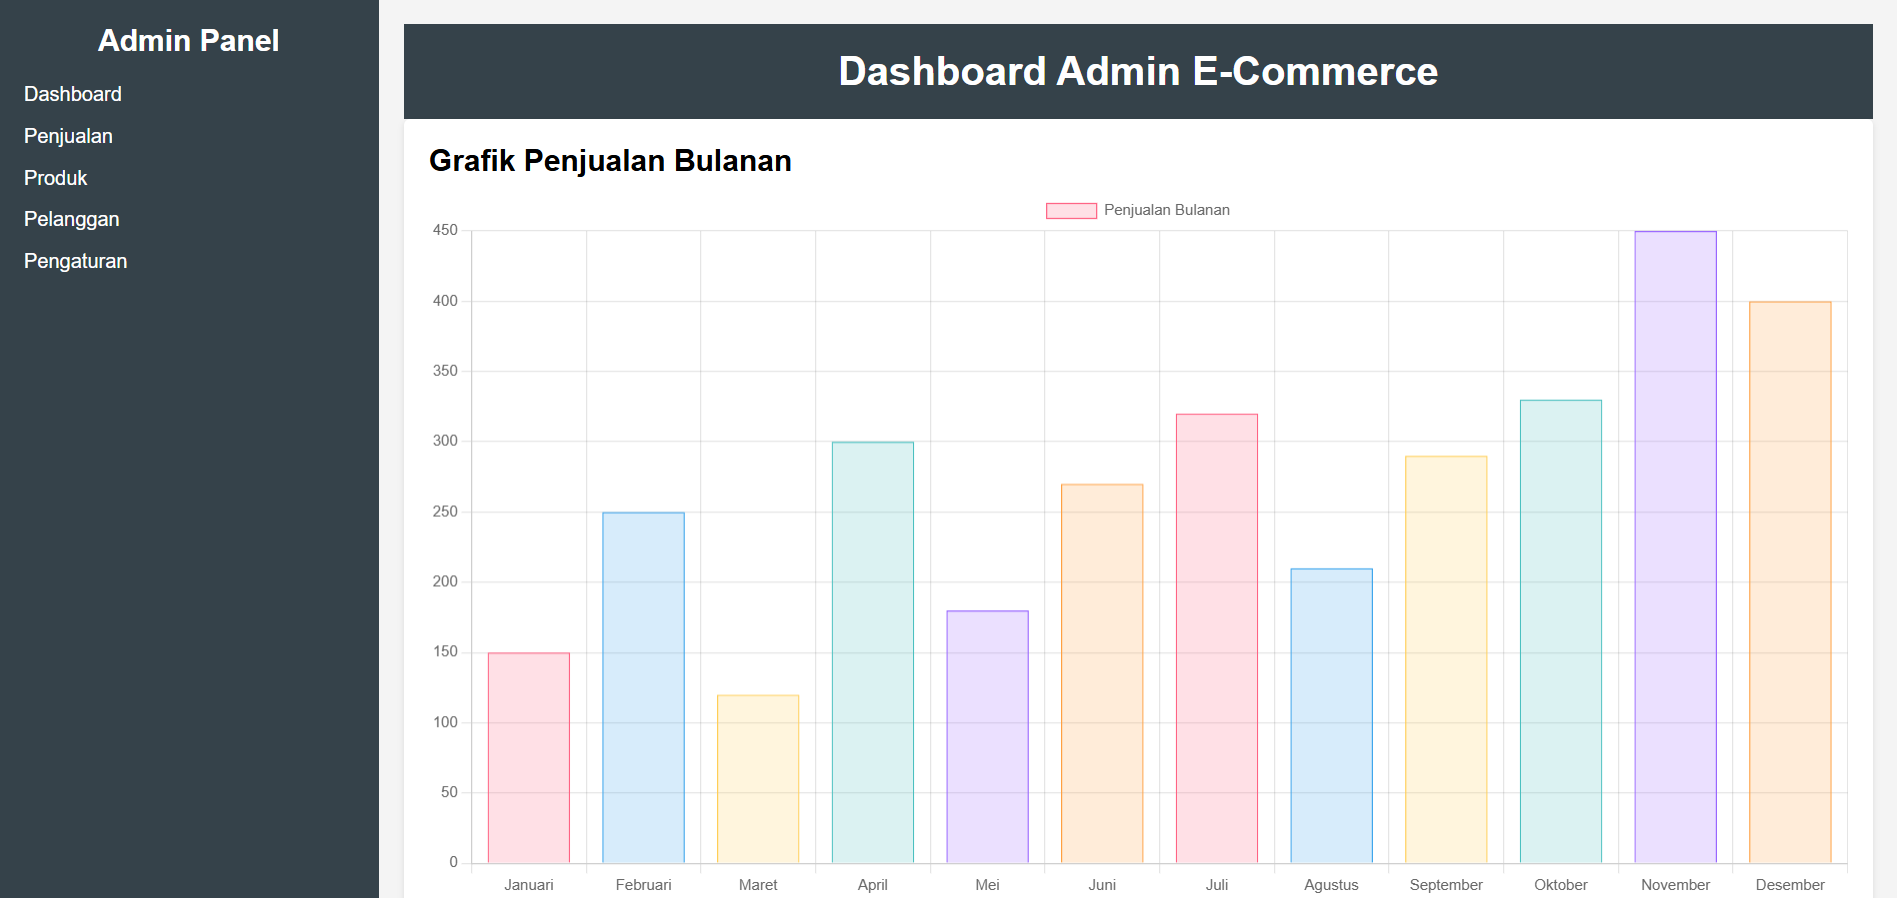 Admin Panel
Dashboard
Penjualan
Produk
Pelanggan
Pengaturan
Dashboard Admin E-Commerce
Grafik Penjualan Bulanan
Penjualan Bulanan
450
400
350
300
250
200
150
100
50
0
Januari Februari Maret April Mei Juni Juli Agustus September Oktober November Desember